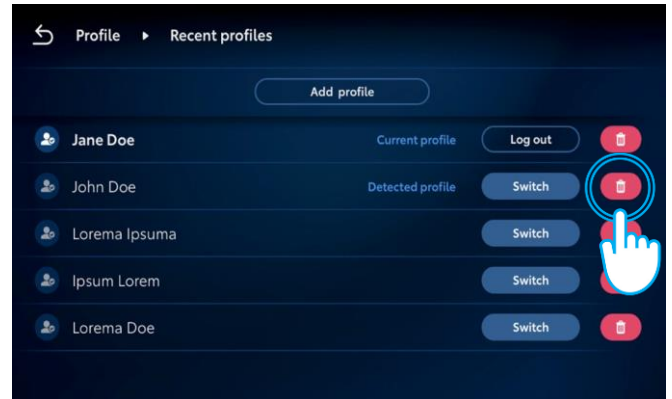 Profile ▸ Recent profiles
Add profile
Jane Doe Current profile Log out
John Doe Detected profile Switch
Lorema Ipsuma Switch
Ipsum Lorem Switch
Lorema Doe Switch